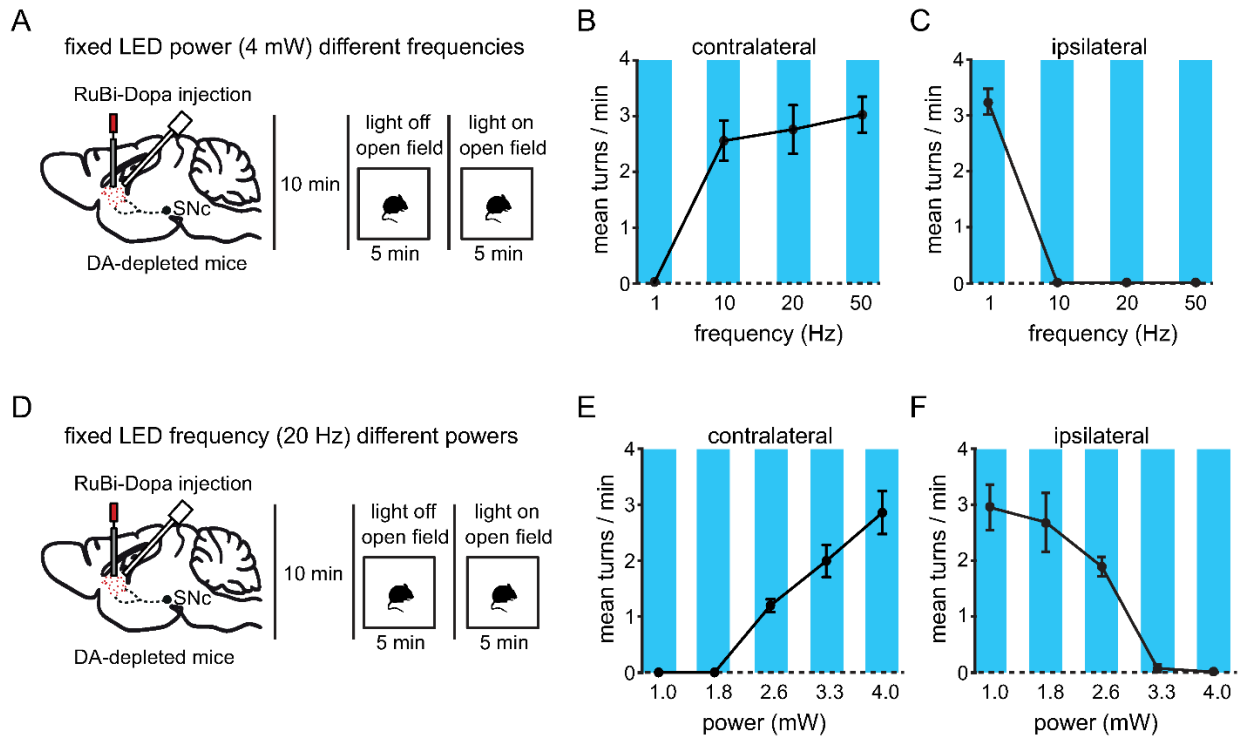 A
fixed LED power (4 mW) different frequencies
RuBi-Dopa injection
SNc
DA-depleted mice
10 min
light off
open field
5 min
light on
open field
5 min
B
contralateral
mean turns / min
4
3
2
1
0
1 10 20 50
frequency (Hz)
C
ipsilateral
mean turns / min
4
3
2
1
0
1 10 20 50
frequency (Hz)
D
fixed LED frequency (20 Hz) different powers
RuBi-Dopa injection
SNc
DA-depleted mice
10 min
light off
open field
5 min
light on
open field
5 min
E
contralateral
mean turns / min
4
3
2
1
0
1.0 1.8 2.6 3.3 4.0
power (mW)
F
ipsilateral
mean turns / min
4
3
2
1
0
1.0 1.8 2.6 3.3 4.0
power (mW)